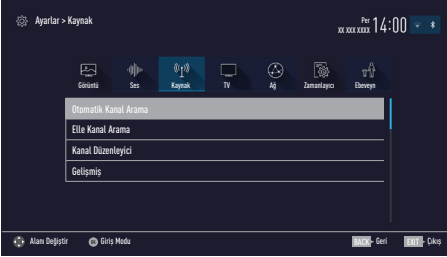 Ayarlar > Kaynak
Per
xx xxx xxxx
14:00
Görüntü
Ses
Kaynak
TV
Ağ
Zamanlayıcı
Ebeveyn
Otomatik Kanal Arama
Elle Kanal Arama
Kanal Düzenleyici
Gelişmiş
Alanı Değiştir
OK Giriş Modu
BACK - Geri
EXIT - Çıkış